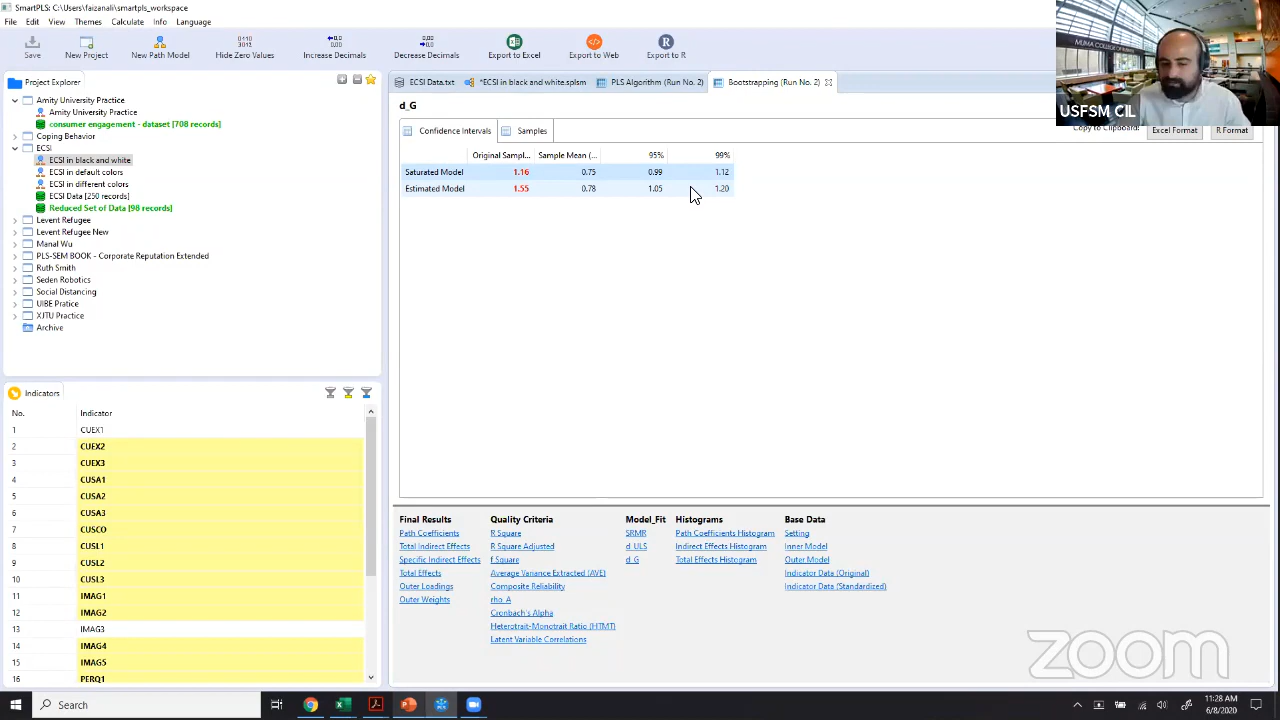 SmartPLS: C:\Users\faizanali\smartpls_workspace
File Edit View Themes Calculate Info Language
Save
New Project
New Path Model
Hide Zero Values
Increase Decimals
Decrease Decimals
Export to Excel
Export to Web
Export to R
MUMA COLLEGE OF
USFSM CIL
Project Explorer
Amity University Practice
Amity University Practice
consumer engagement - dataset [708 records]
Coping Behavior
ECSI
ECSI in black and white
ECSI in default colors
ECSI in different colors
ECSI Data [250 records]
Reduced Set of Data [98 records]
Levent Refugee
Levent Refugee New
Manal Wu
PLS-SEM BOOK - Corporate Reputation Extended
Ruth Smith
Seden Robotics
Social Distancing
UIBE Pratice
XJTU Practice
Archive
Indicators
No. Indicator
1 CUEX1
2 CUEX2
3 CUEX3
4 CUSA1
5 CUSA2
6 CUSA3
7 CUSCO
8 CUSL1
9 CUSL2
10 CUSL3
11 IMAG1
12 IMAG2
13 IMAG3
14 IMAG4
15 IMAG5
16 PERQ1
ECSI Data.txt
*ECSI in black and white.splsm
PLS Algorithm (Run No. 2)
Bootstrapping (Run No. 2)
d_G
Confidence Intervals
Samples
Copy to Clipboard:
Excel Format
R Format
Original Sampl... Sample Mean (... 95% 99%
Saturated Model 1.16 0.75 0.99 1.12
Estimated Model 1.55 0.78 1.05 1.20
Final Results
Path Coefficients
Total Indirect Effects
Specific Indirect Effects
Total Effects
Outer Loadings
Outer Weights
Quality Criteria
R Square
R Square Adjusted
f Square
Average Variance Extracted (AVE)
Composite Reliability
rho_A
Cronbach's Alpha
Heterotrait-Monotrait Ratio (HTMT)
Latent Variable Correlations
Model_Fit
SRMR
d_ULS
d_G
Histograms
Path Coefficients Histogram
Indirect Effects Histogram
Total Effects Histogram
Base Data
Setting
Inner Model
Outer Model
Indicator Data (Original)
Indicator Data (Standardized)
zoom
Search
11:28 AM
6/8/2020